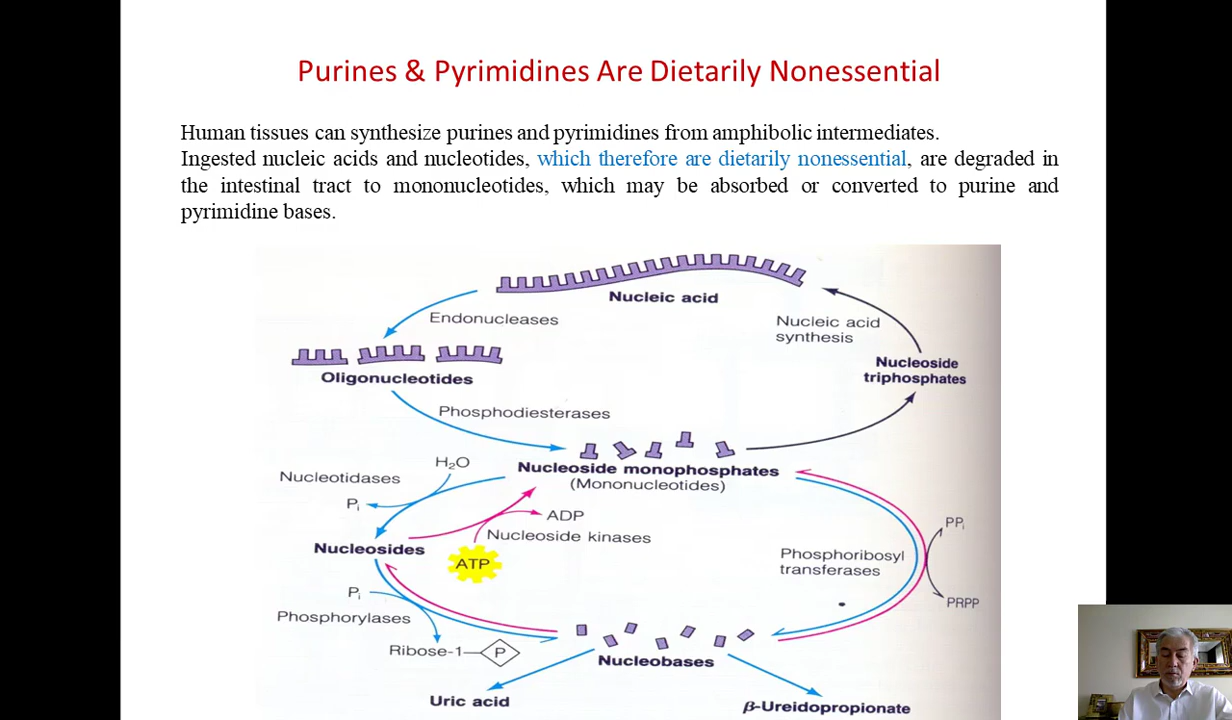 Purines & Pyrimidines Are Dietarily Nonessential
Human tissues can synthesize purines and pyrimidines from amphibolic intermediates.
Ingested nucleic acids and nucleotides, which therefore are dietarily nonessential, are degraded in
the intestinal tract to mononucleotides, which may be absorbed or converted to purine and
pyrimidine bases.
Nucleic acid
Endonucleases
Nucleic acid
synthesis
Oligonucleotides
Nucleoside
triphosphates
Phosphodiesterases
Nucleoside monophosphates
(Mononucleotides)
H₂O
Nucleotidases
Pi
ADP
Nucleoside kinases
ATP
Nucleosides
Phosphoribosyl
transferases
PPi
PRPP
Pi
Phosphorylases
Ribose-1-P
Nucleobases
Uric acid
β-Ureidopropionate